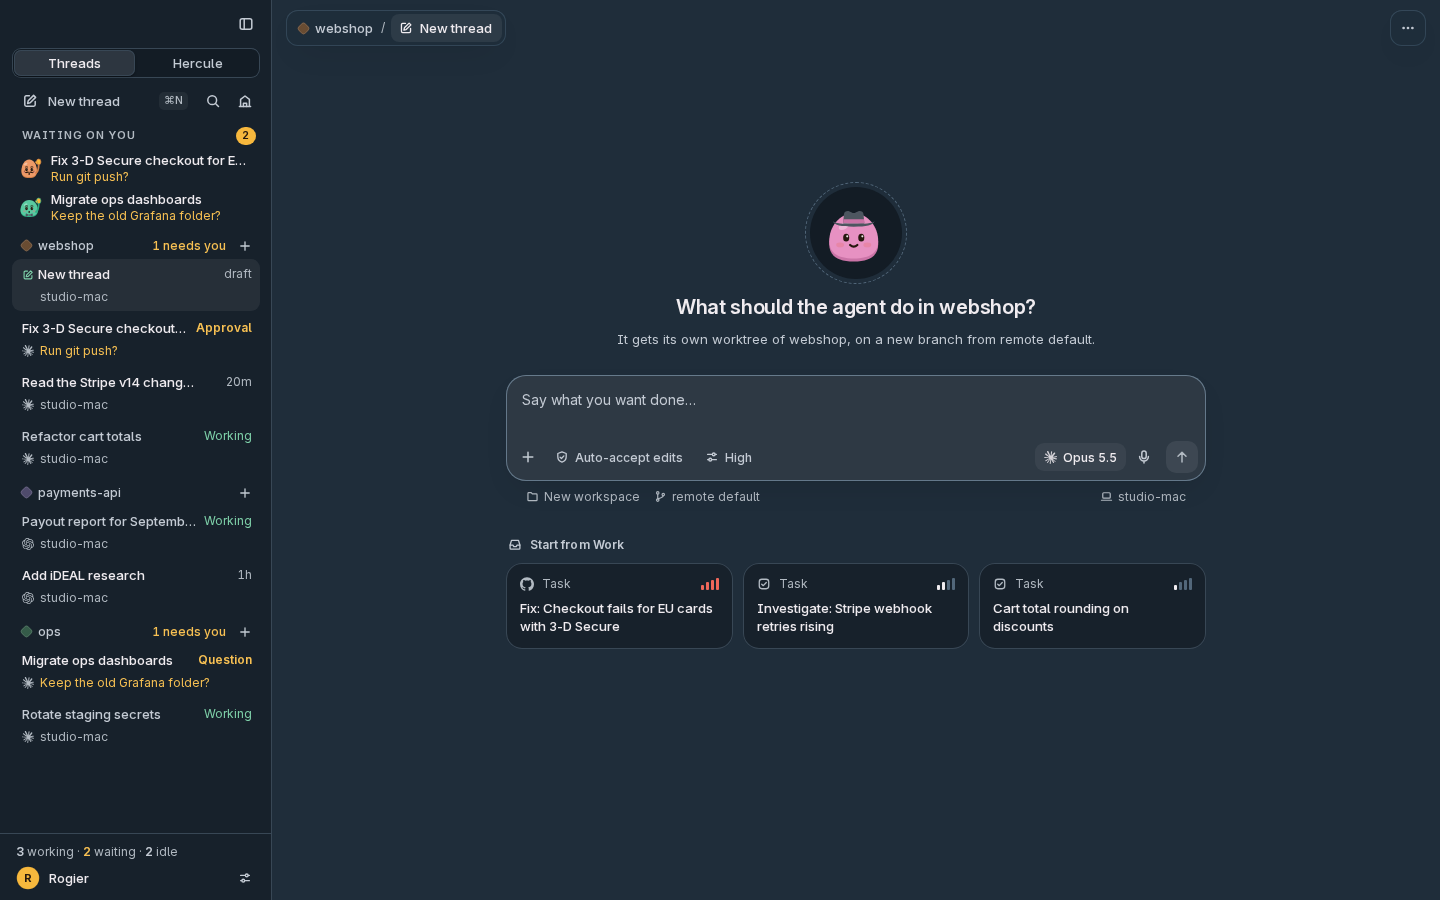 Threads
Hercule
New thread
⌘N
WAITING ON YOU
2
Fix 3-D Secure checkout for E…
Run git push?
Migrate ops dashboards
Keep the old Grafana folder?
webshop
1 needs you
New thread
draft
studio-mac
Fix 3-D Secure checkout…
Approval
Run git push?
Read the Stripe v14 chang…
20m
studio-mac
Refactor cart totals
Working
studio-mac
payments-api
Payout report for Septemb…
Working
studio-mac
Add iDEAL research
1h
studio-mac
ops
1 needs you
Migrate ops dashboards
Question
Keep the old Grafana folder?
Rotate staging secrets
Working
studio-mac
3 working · 2 waiting · 2 idle
R
Rogier
webshop / New thread
What should the agent do in webshop?
It gets its own worktree of webshop, on a new branch from remote default.
Say what you want done…
Auto-accept edits
High
Opus 5.5
New workspace
remote default
studio-mac
Start from Work
Task
Fix: Checkout fails for EU cards
with 3-D Secure
Task
Investigate: Stripe webhook
retries rising
Task
Cart total rounding on
discounts